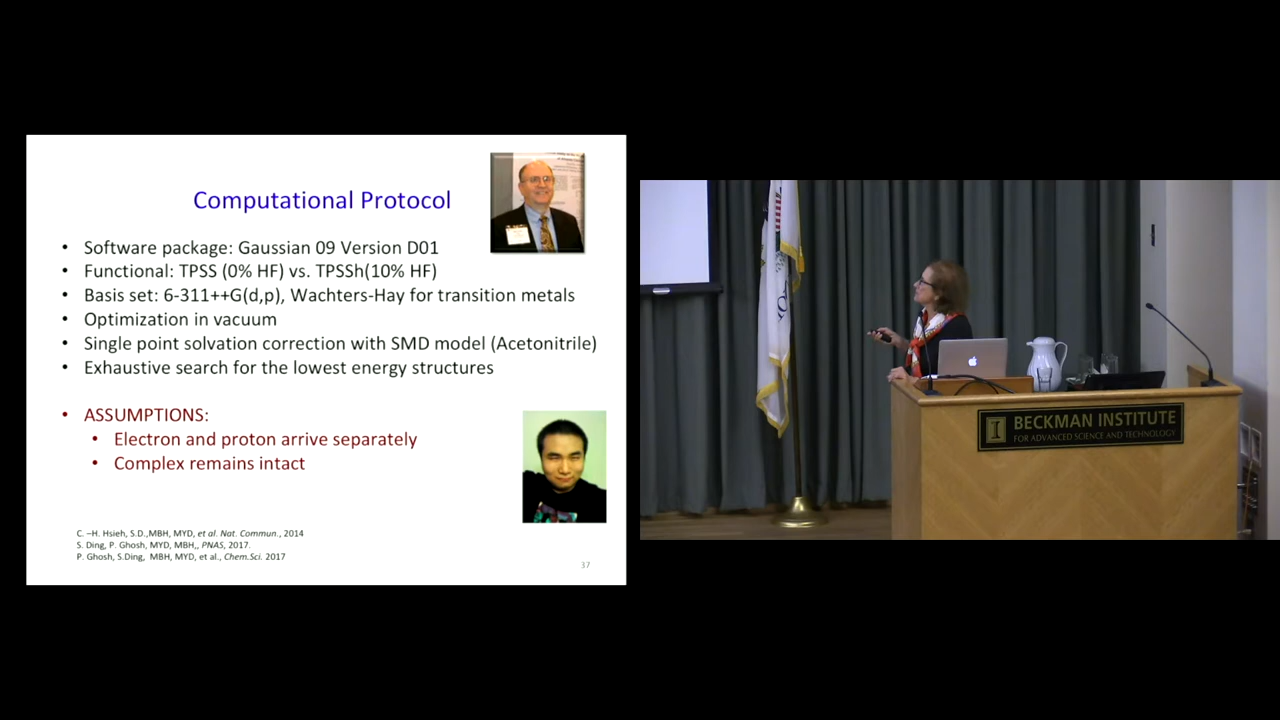 Computational Protocol
• Software package: Gaussian 09 Version D01
• Functional: TPSS (0% HF) vs. TPSSh(10% HF)
• Basis set: 6-311++G(d,p), Wachters-Hay for transition metals
• Optimization in vacuum
• Single point solvation correction with SMD model (Acetonitrile)
• Exhaustive search for the lowest energy structures
• ASSUMPTIONS:
• Electron and proton arrive separately
• Complex remains intact
C. –H. Hsieh, S.D.,MBH, MYD, et al. Nat. Commun., 2014
S. Ding, P. Ghosh, MYD, MBH,, PNAS, 2017.
P. Ghosh, S.Ding, MBH, MYD, et al., Chem.Sci. 2017
37
I BECKMAN INSTITUTE
FOR ADVANCED SCIENCE AND TECHNOLOGY